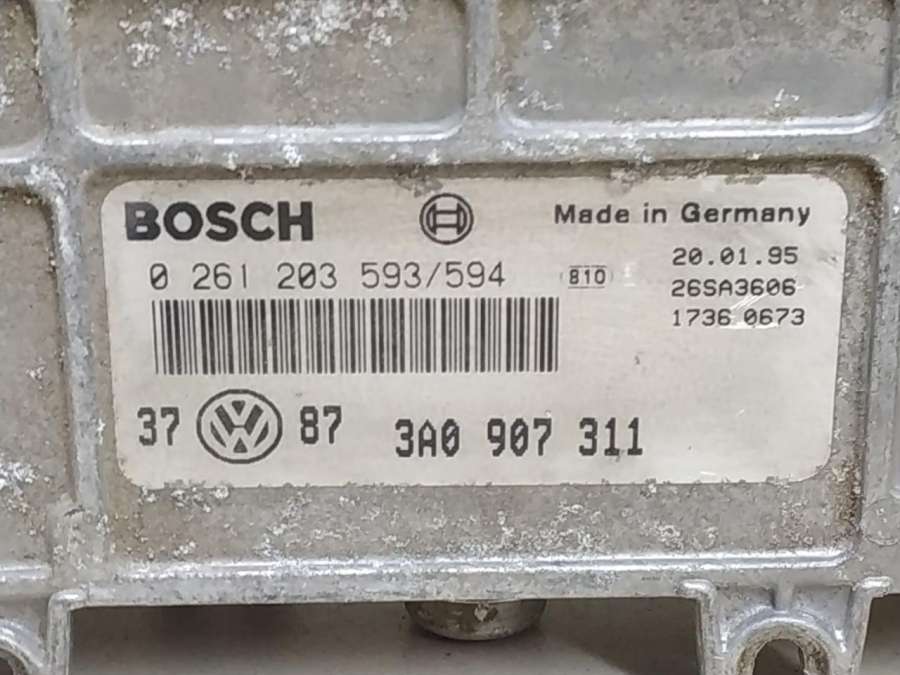 BOSCH Made in Germany
0 261 203 593/594 810 20.01.95
26SA3606
1736 0673
37 VW 87 3A0 907 311